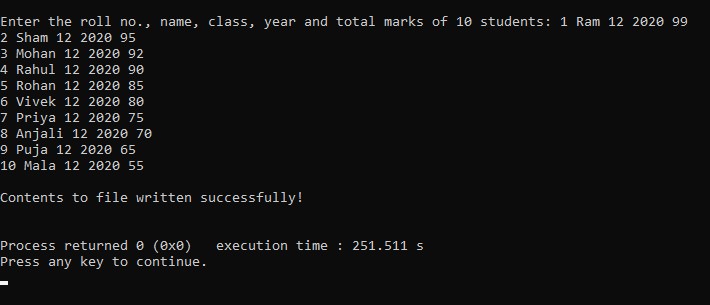 Enter the roll no., name, class, year and total marks of 10 students: 1 Ram 12 2020 99
2 Sham 12 2020 95
3 Mohan 12 2020 92
4 Rahul 12 2020 90
5 Rohan 12 2020 85
6 Vivek 12 2020 80
7 Priya 12 2020 75
8 Anjali 12 2020 70
9 Puja 12 2020 65
10 Mala 12 2020 55
Contents to file written successfully!
Process returned 0 (0x0)   execution time : 251.511 s
Press any key to continue.